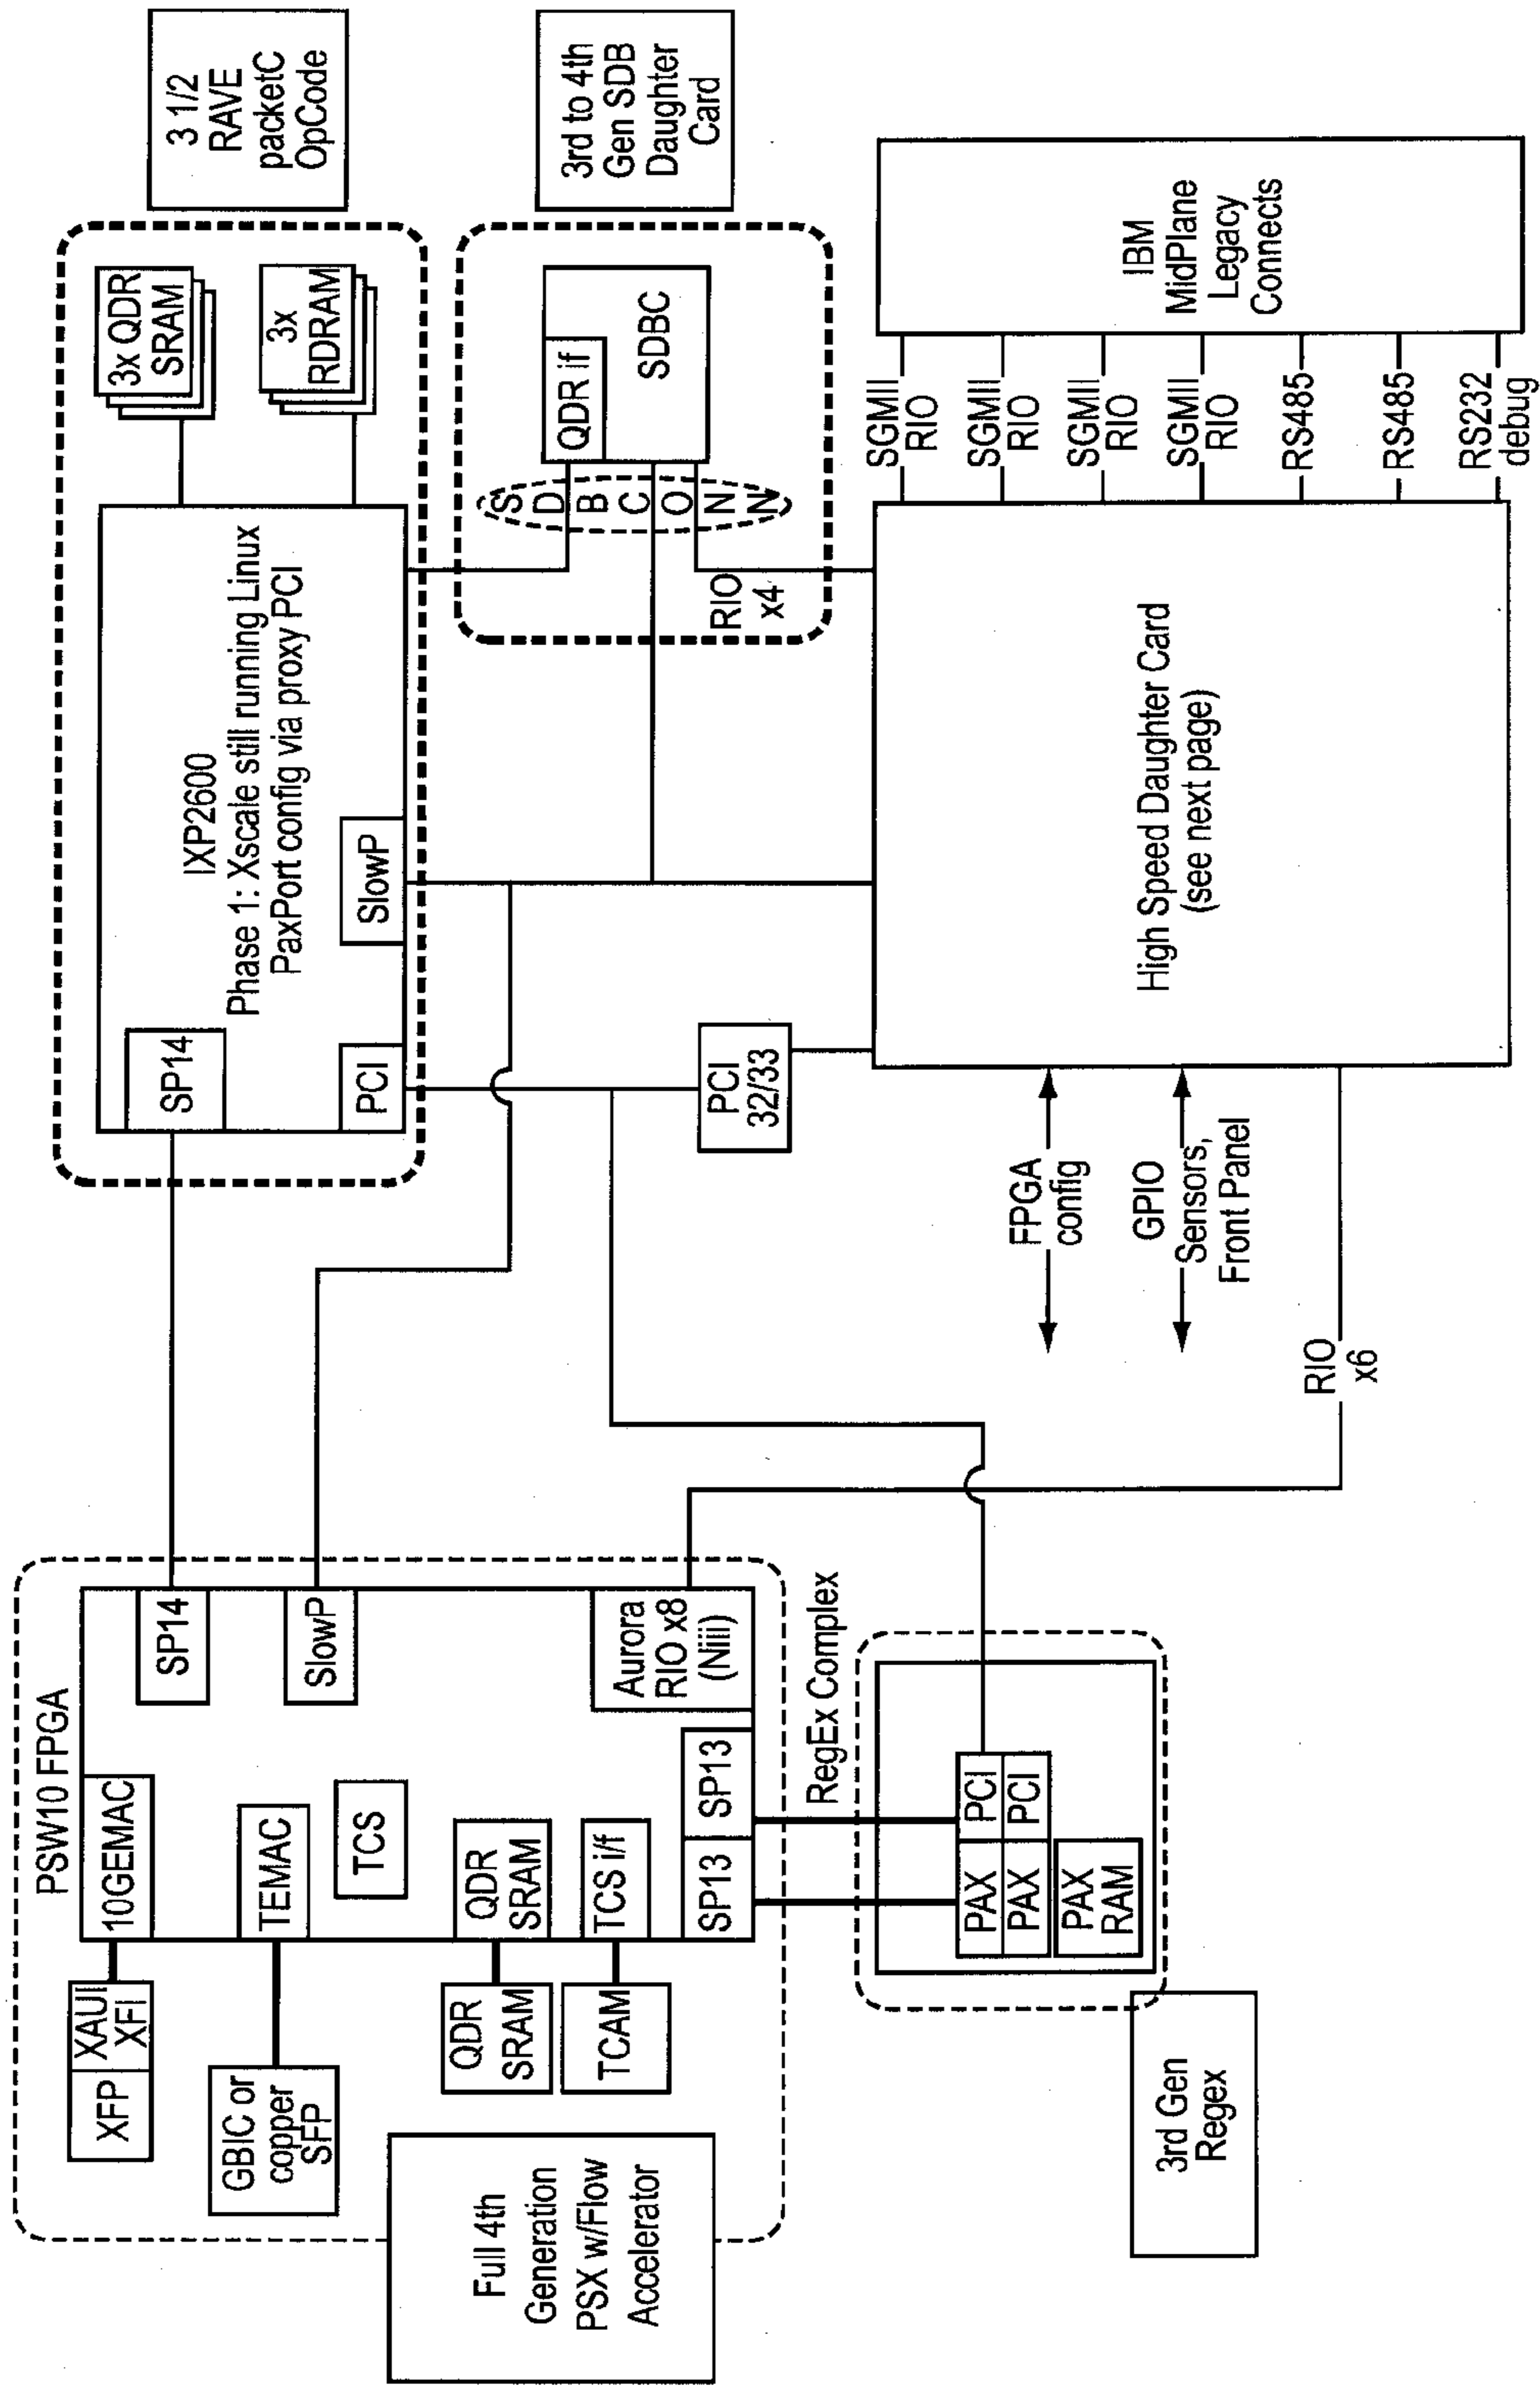 PSW10 FPGA
XFP
XAUI
XFI
10GEMAC
GBIC or
copper
SFP
TEMAC
TCS
QDR
SRAM
QDR
SRAM
TCAM
TCS i/f
SP13
SP13
SP14
SlowP
Aurora
RIO x8
(Niii)
Full 4th
Generation
PSX w/Flow
Accelerator
RegEx Complex
PAX
PCI
PAX
PCI
PAX
RAM
3rd Gen
Regex
SP14
PCI
SlowP
IXP2600
Phase 1: Xscale still running Linux
PaxPort config via proxy PCI
3x QDR
SRAM
3x
RDRAM
3 1/2
RAVE
packetC
OpCode
S
D
B
C
O
N
N
QDR if
SDBC
RIO
x4
3rd to 4th
Gen SDB
Daughter
Card
PCI
32/33
FPGA
config
GPIO
Sensors,
Front Panel
RIO
x6
High Speed Daughter Card
(see next page)
SGMII
RIO
SGMII
RIO
SGMII
RIO
SGMII
RIO
RS485
RS485
RS232
debug
IBM
MidPlane
Legacy
Connects